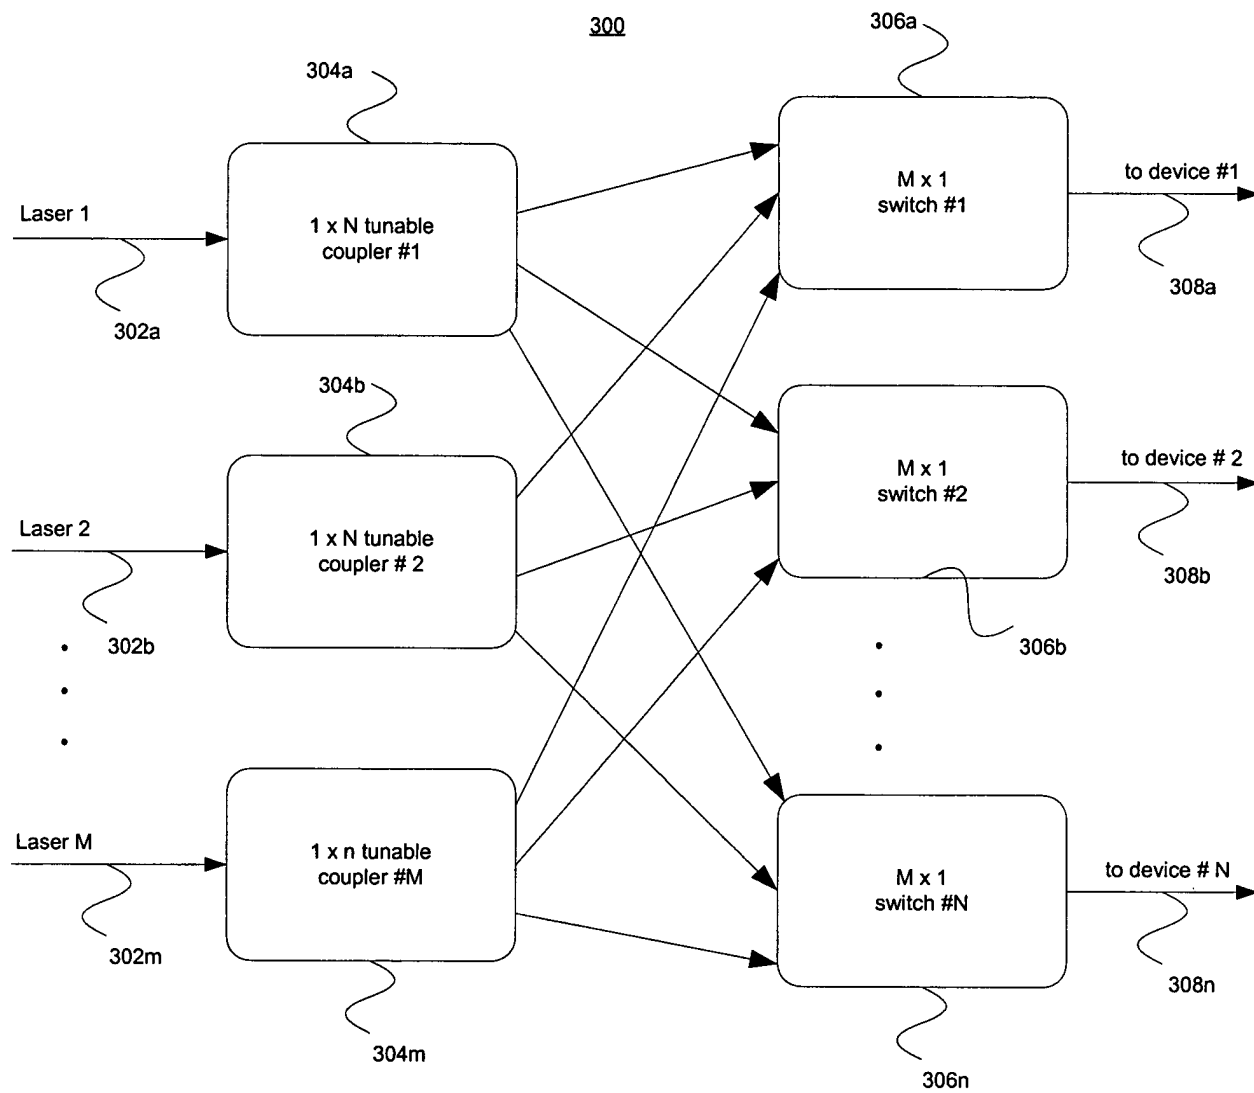 300
306a
304a
1 x N tunable
coupler #1
M x 1
switch #1
to device #1
Laser 1
302a
308a
304b
1 x N tunable
coupler # 2
M x 1
switch #2
to device # 2
Laser 2
302b
308b
306b
1 x n tunable
coupler #M
M x 1
switch #N
to device # N
Laser M
302m
308n
304m
306n